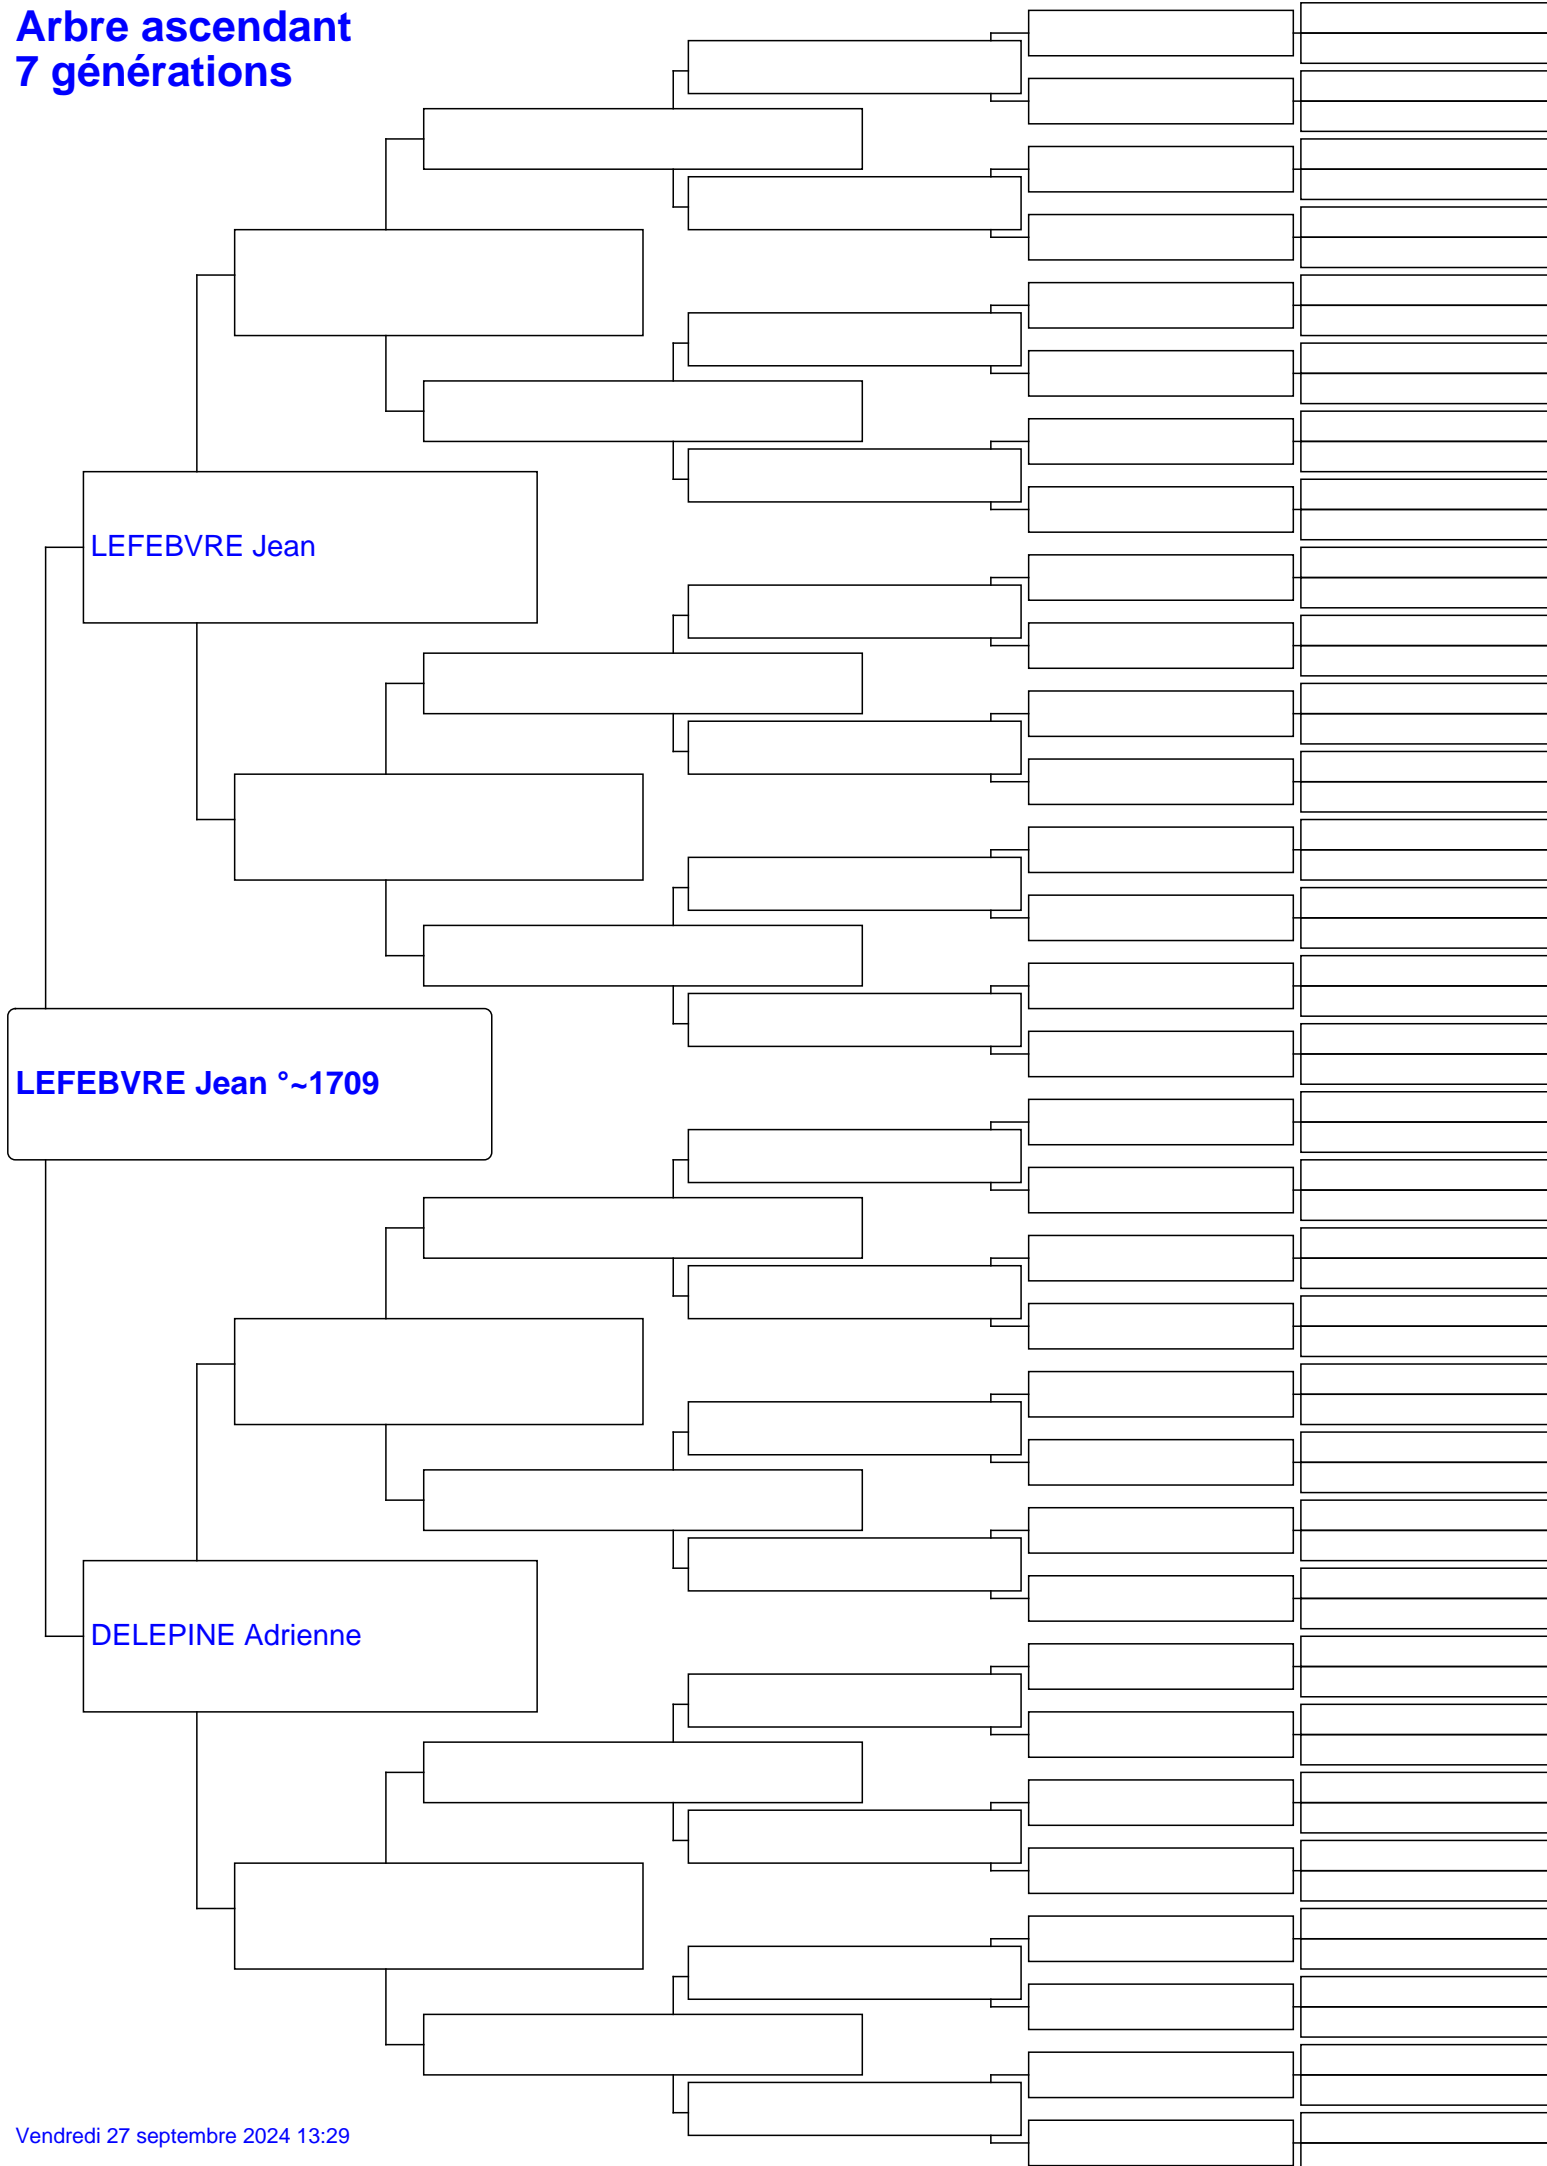 Arbre ascendant
7 générations
LEFEBVRE Jean
LEFEBVRE Jean °~1709
DELEPINE Adrienne
Vendredi 27 septembre 2024 13:29